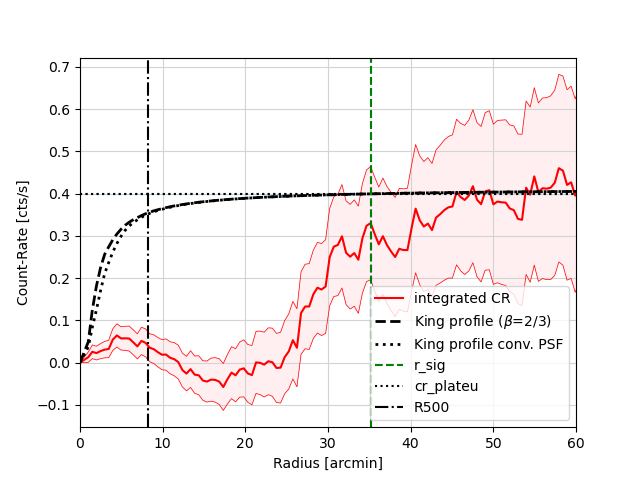 0.7
0.6
0.5
0.4
0.3
0.2
0.1
0.0
−0.1
Count-Rate [cts/s]
integrated CR
King profile (β=2/3)
King profile conv. PSF
r_sig
cr_plateu
R500
0 10 20 30 40 50 60
Radius [arcmin]